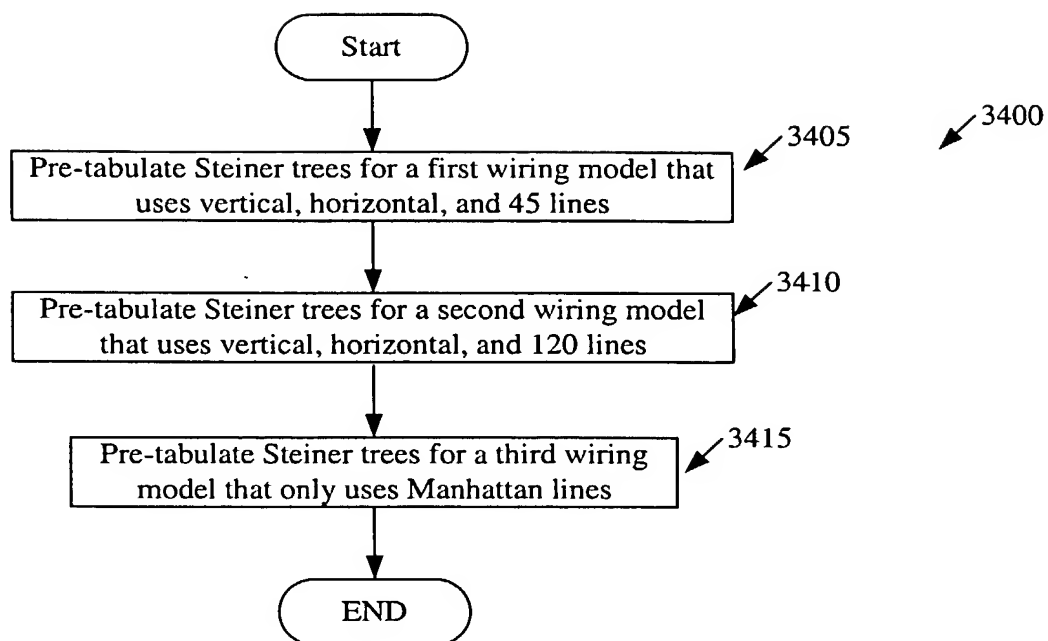 Start
3400
3405
Pre-tabulate Steiner trees for a first wiring model that
uses vertical, horizontal, and 45 lines
3410
Pre-tabulate Steiner trees for a second wiring model
that uses vertical, horizontal, and 120 lines
3415
Pre-tabulate Steiner trees for a third wiring
model that only uses Manhattan lines
END